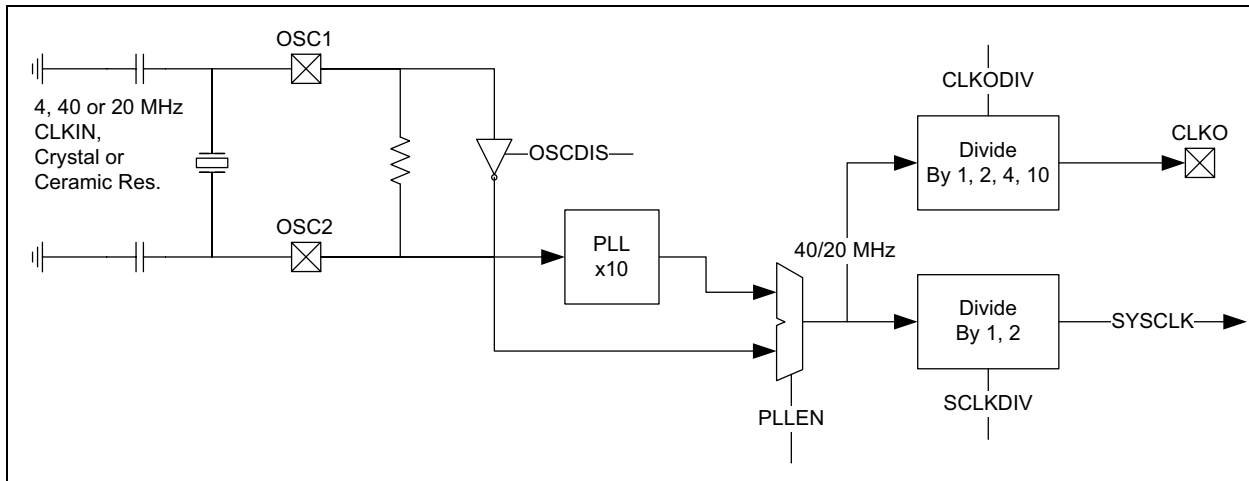 OSC1
4, 40 or 20 MHz
CLKIN,
Crystal or
Ceramic Res.
OSCDIS
OSC2
PLL
x10
PLLEN
40/20 MHz
CLKODIV
Divide
By 1, 2, 4, 10
CLKO
Divide
By 1, 2
SYSCLK
SCLKDIV